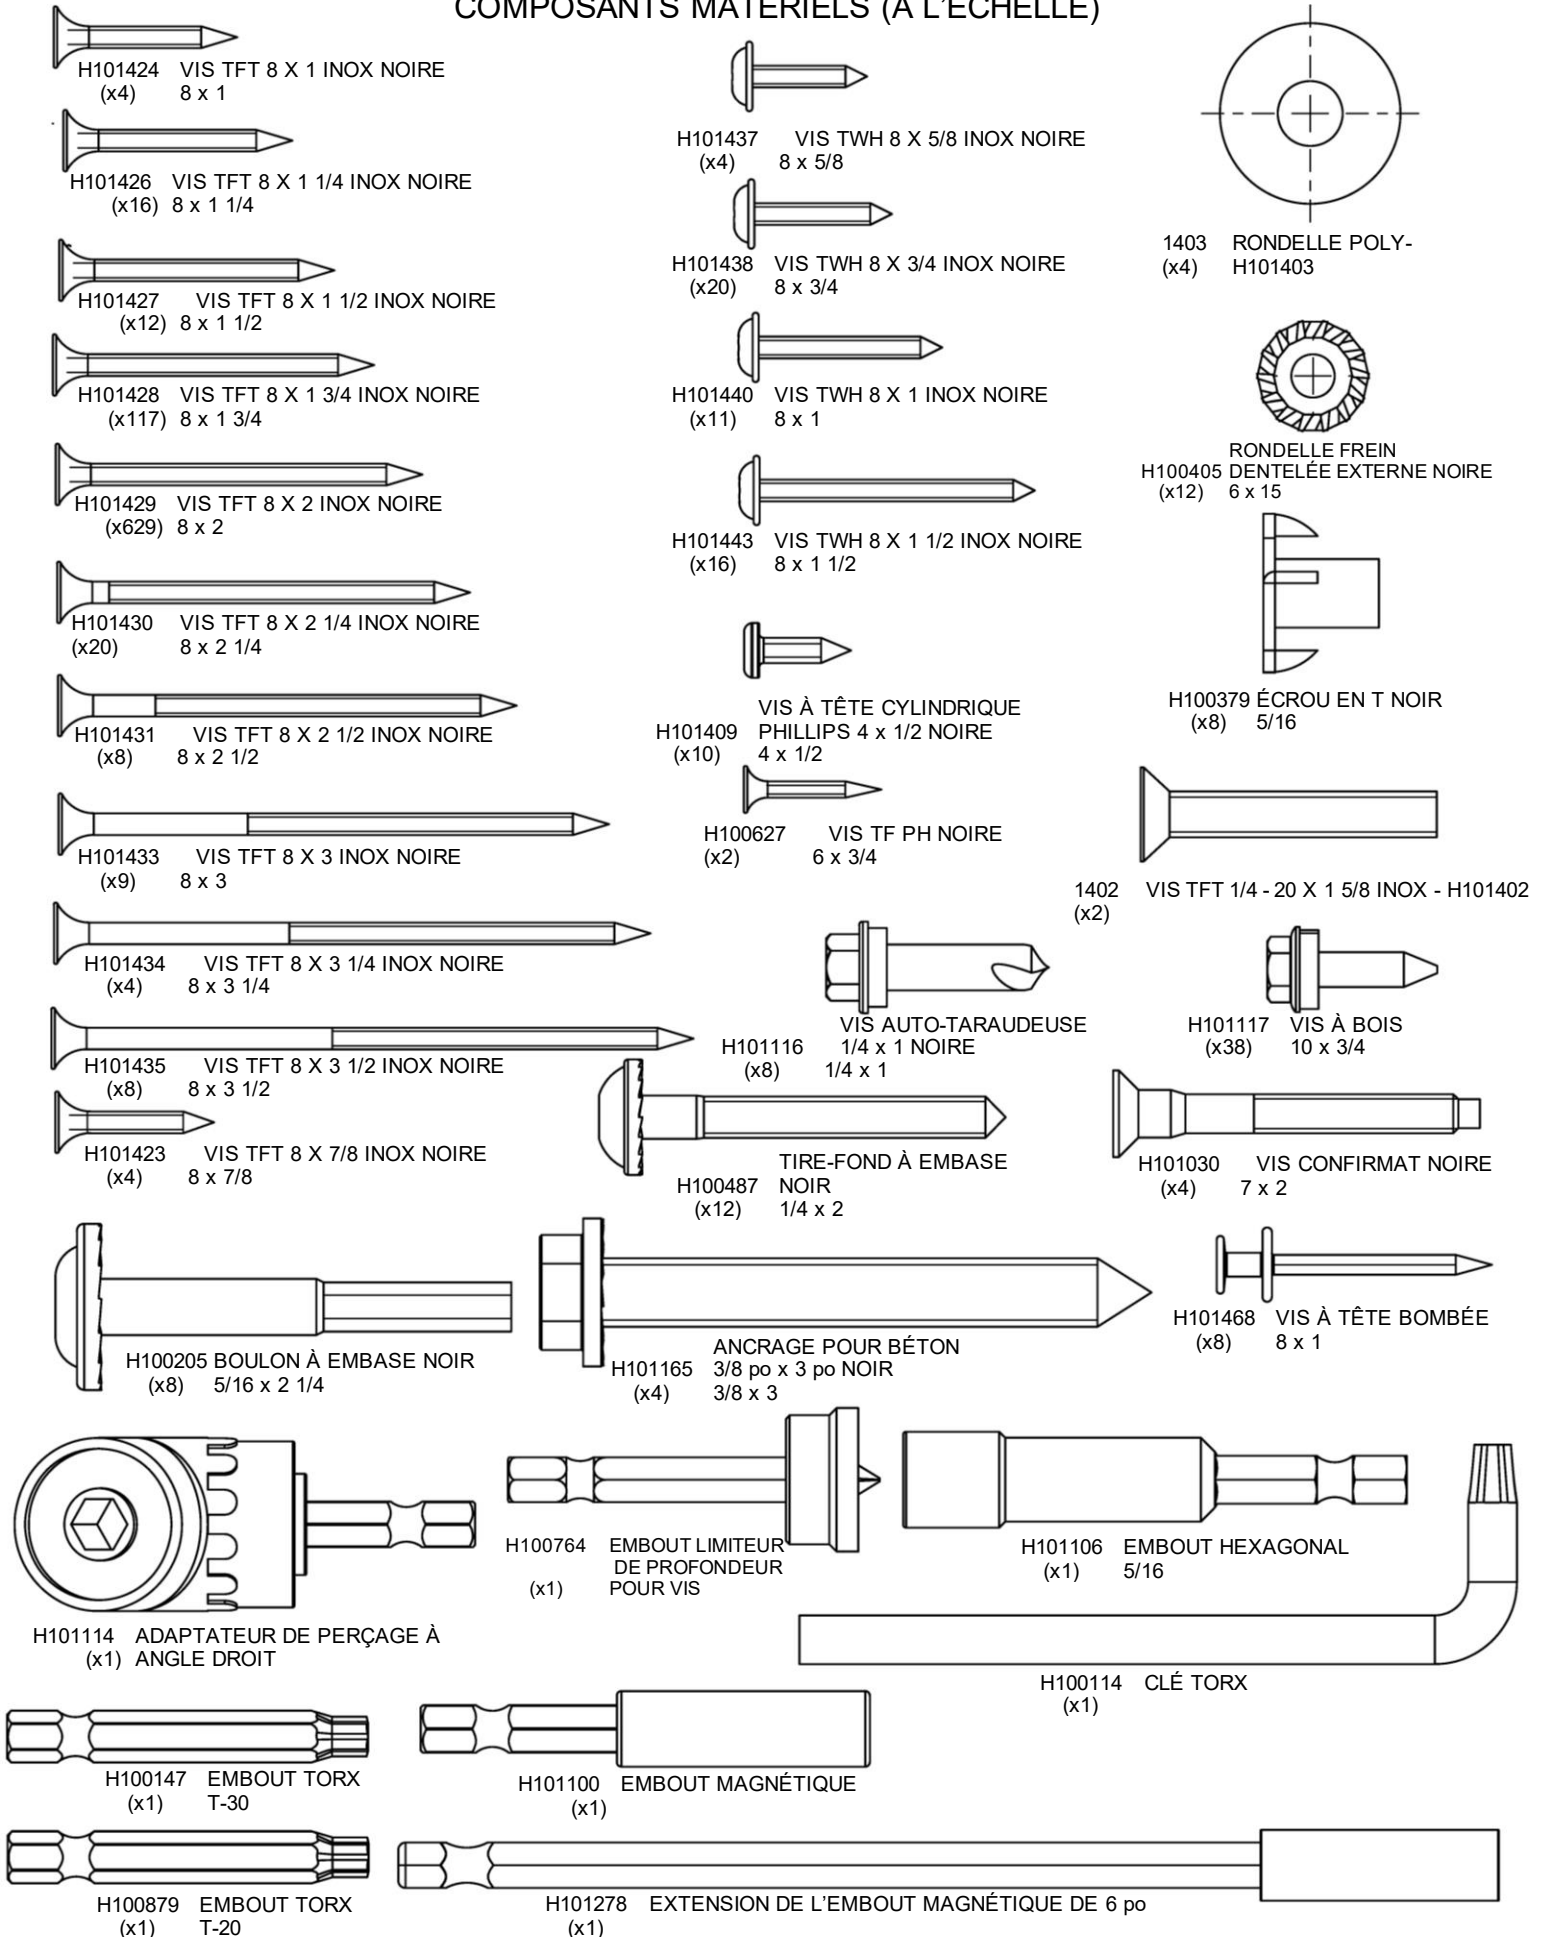 COMPOSANTS MATÉRIELS (À L'ÉCHELLE)
H101424 VIS TFT 8 X 1 INOX NOIRE
(x4) 8 x 1
H101426 VIS TFT 8 X 1 1/4 INOX NOIRE
(x16) 8 x 1 1/4
H101427 VIS TFT 8 X 1 1/2 INOX NOIRE
(x12) 8 x 1 1/2
H101428 VIS TFT 8 X 1 3/4 INOX NOIRE
(x117) 8 x 1 3/4
H101429 VIS TFT 8 X 2 INOX NOIRE
(x629) 8 x 2
H101430 VIS TFT 8 X 2 1/4 INOX NOIRE
(x20) 8 x 2 1/4
H101431 VIS TFT 8 X 2 1/2 INOX NOIRE
(x8) 8 x 2 1/2
H101433 VIS TFT 8 X 3 INOX NOIRE
(x9) 8 x 3
H101434 VIS TFT 8 X 3 1/4 INOX NOIRE
(x4) 8 x 3 1/4
H101435 VIS TFT 8 X 3 1/2 INOX NOIRE
(x8) 8 x 3 1/2
H101423 VIS TFT 8 X 7/8 INOX NOIRE
(x4) 8 x 7/8
H101437 VIS TWH 8 X 5/8 INOX NOIRE
(x4) 8 x 5/8
H101438 VIS TWH 8 X 3/4 INOX NOIRE
(x20) 8 x 3/4
H101440 VIS TWH 8 X 1 INOX NOIRE
(x11) 8 x 1
H101443 VIS TWH 8 X 1 1/2 INOX NOIRE
(x16) 8 x 1 1/2
VIS À TÊTE CYLINDRIQUE
H101409 PHILLIPS 4 x 1/2 NOIRE
(x10) 4 x 1/2
H100627 VIS TF PH NOIRE
(x2) 6 x 3/4
VIS AUTO-TARAUDEUSE
H101116 1/4 x 1 NOIRE
(x8) 1/4 x 1
TIRE-FOND À EMBASE
H100487 NOIR
(x12) 1/4 x 2
1403 RONDELLE POLY-
(x4) H101403
RONDELLE FREIN
H100405 DENTELÉE EXTERNE NOIRE
(x12) 6 x 15
H100379 ÉCROU EN T NOIR
(x8) 5/16
1402 VIS TFT 1/4 - 20 X 1 5/8 INOX - H101402
(x2)
H101117 VIS À BOIS
(x38) 10 x 3/4
H101030 VIS CONFIRMAT NOIRE
(x4) 7 x 2
H101468 VIS À TÊTE BOMBÉE
(x8) 8 x 1
H100205 BOULON À EMBASE NOIR
(x8) 5/16 x 2 1/4
ANCRAGE POUR BÉTON
H101165 3/8 po x 3 po NOIR
(x4) 3/8 x 3
H101114 ADAPTATEUR DE PERÇAGE À
(x1) ANGLE DROIT
H100764 EMBOUT LIMITEUR
DE PROFONDEUR
(x1) POUR VIS
H101106 EMBOUT HEXAGONAL
(x1) 5/16
H100114 CLÉ TORX
(x1)
H100147 EMBOUT TORX
(x1) T-30
H101100 EMBOUT MAGNÉTIQUE
(x1)
H100879 EMBOUT TORX
(x1) T-20
H101278 EXTENSION DE L'EMBOUT MAGNÉTIQUE DE 6 po
(x1)